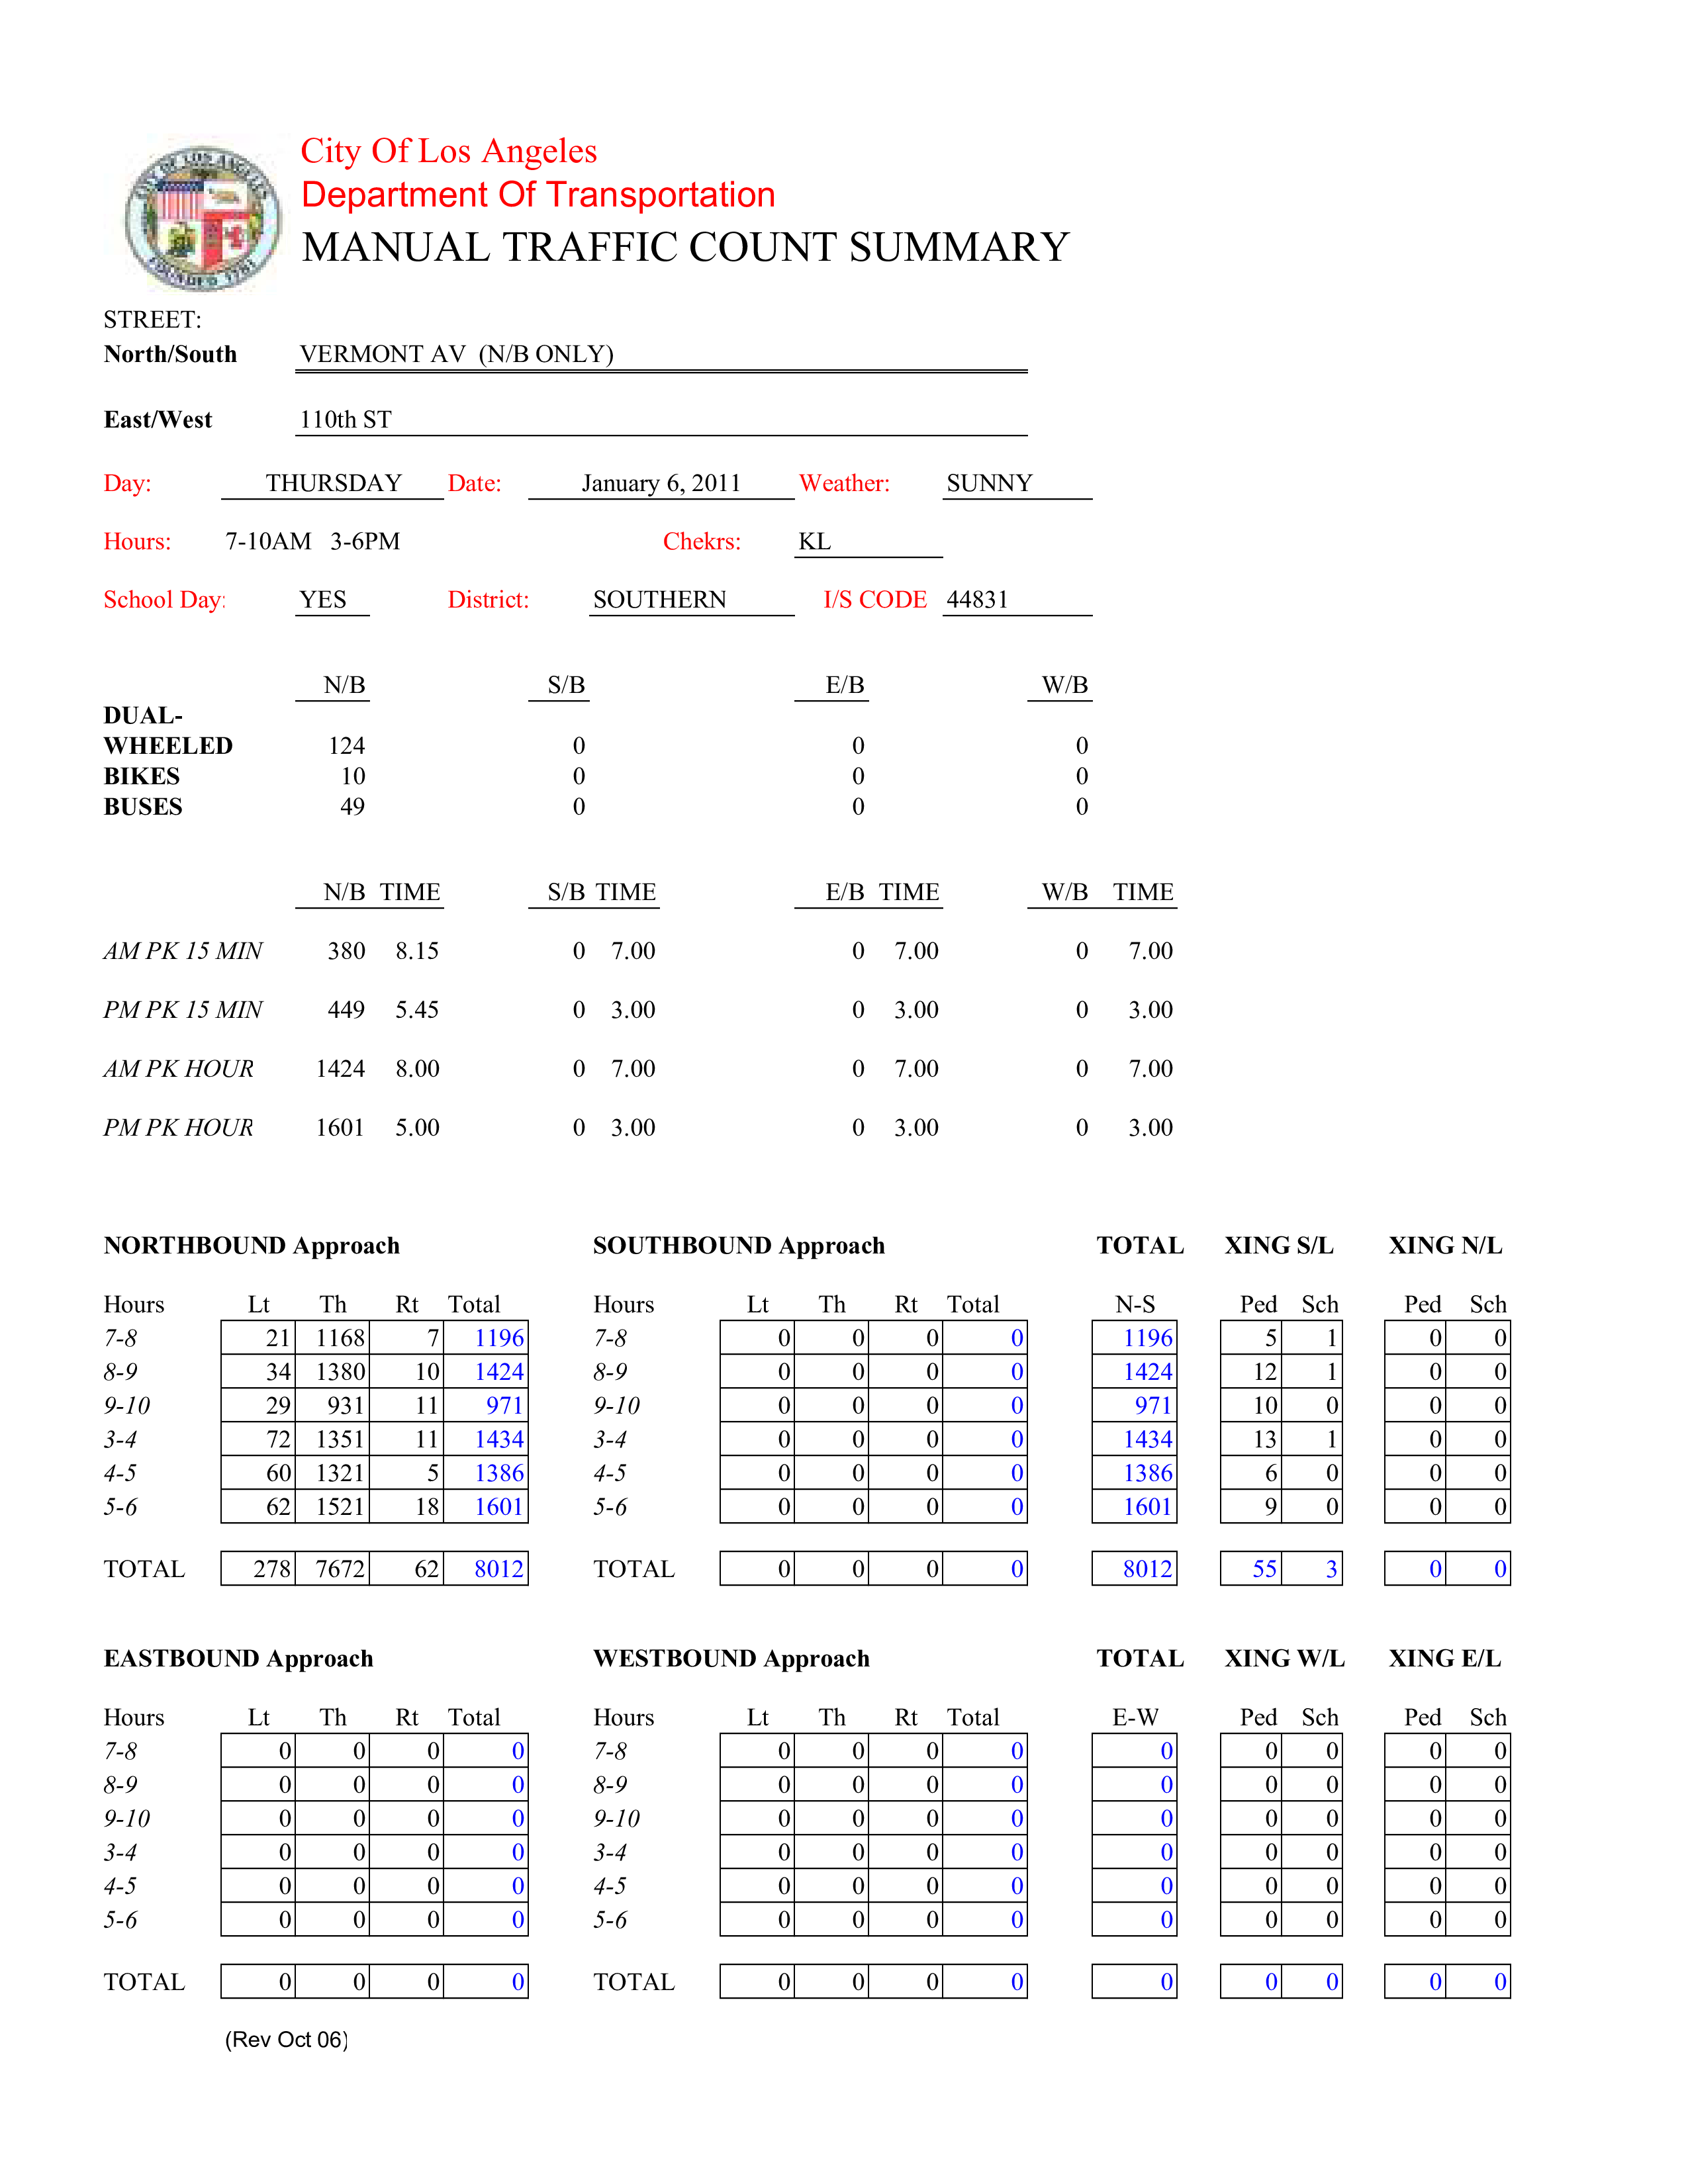 City Of Los Angeles
Department Of Transportation
MANUAL TRAFFIC COUNT SUMMARY
CITY OF LOS ANGELES
FOUNDED 1781
STREET:
North/South VERMONT AV (N/B ONLY)
East/West 110th ST
Day: THURSDAY Date: January 6, 2011 Weather: SUNNY
Hours: 7-10AM 3-6PM Chekrs: KL
School Day: YES District: SOUTHERN I/S CODE 44831
N/B S/B E/B W/B
DUAL-
WHEELED 124 0 0 0
BIKES 10 0 0 0
BUSES 49 0 0 0
N/B TIME S/B TIME E/B TIME W/B TIME
AM PK 15 MIN 380 8.15 0 7.00 0 7.00 0 7.00
PM PK 15 MIN 449 5.45 0 3.00 0 3.00 0 3.00
AM PK HOUR 1424 8.00 0 7.00 0 7.00 0 7.00
PM PK HOUR 1601 5.00 0 3.00 0 3.00 0 3.00
NORTHBOUND Approach SOUTHBOUND Approach TOTAL XING S/L XING N/L
Hours Lt Th Rt Total Hours Lt Th Rt Total N-S Ped Sch Ped Sch
7-8 21 1168 7 1196 7-8 0 0 0 0 1196 5 1 0 0
8-9 34 1380 10 1424 8-9 0 0 0 0 1424 12 1 0 0
9-10 29 931 11 971 9-10 0 0 0 0 971 10 0 0 0
3-4 72 1351 11 1434 3-4 0 0 0 0 1434 13 1 0 0
4-5 60 1321 5 1386 4-5 0 0 0 0 1386 6 0 0 0
5-6 62 1521 18 1601 5-6 0 0 0 0 1601 9 0 0 0
TOTAL 278 7672 62 8012 TOTAL 0 0 0 0 8012 55 3 0 0
EASTBOUND Approach WESTBOUND Approach TOTAL XING W/L XING E/L
Hours Lt Th Rt Total Hours Lt Th Rt Total E-W Ped Sch Ped Sch
7-8 0 0 0 0 7-8 0 0 0 0 0 0 0 0 0
8-9 0 0 0 0 8-9 0 0 0 0 0 0 0 0 0
9-10 0 0 0 0 9-10 0 0 0 0 0 0 0 0 0
3-4 0 0 0 0 3-4 0 0 0 0 0 0 0 0 0
4-5 0 0 0 0 4-5 0 0 0 0 0 0 0 0 0
5-6 0 0 0 0 5-6 0 0 0 0 0 0 0 0 0
TOTAL 0 0 0 0 TOTAL 0 0 0 0 0 0 0 0 0
(Rev Oct 06)